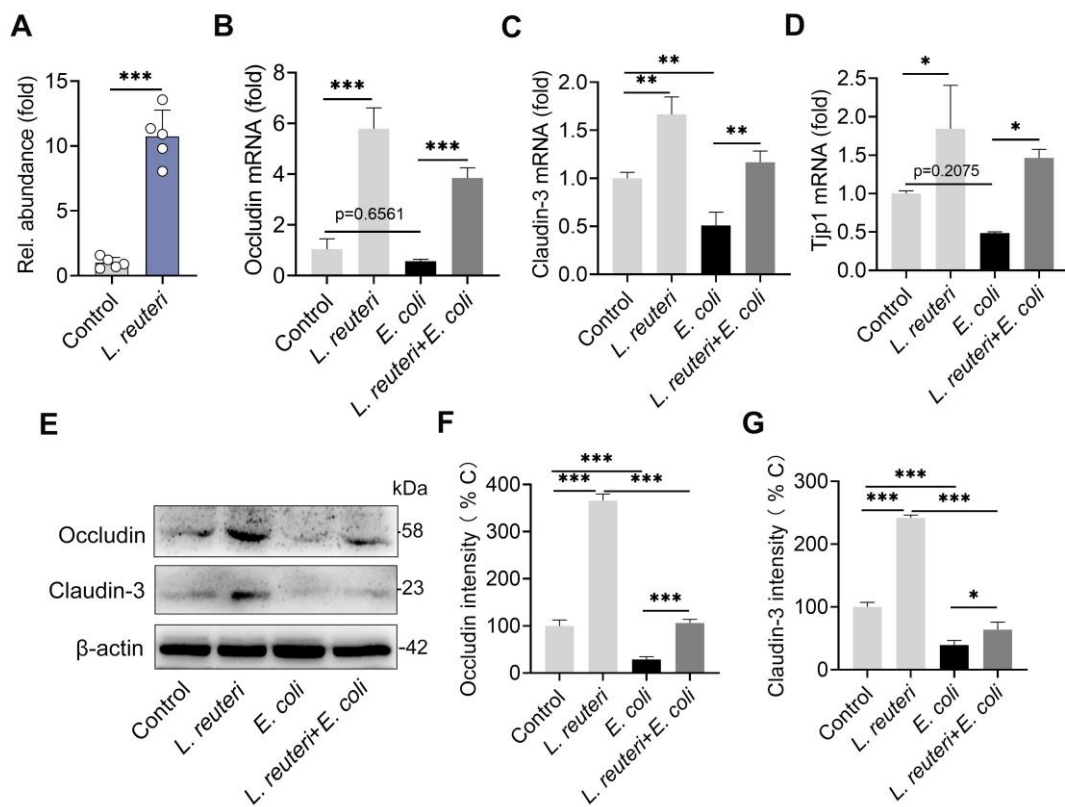 A
Rel. abundance (fold)
15
10
5
0
***
Control
L. reuteri
B
Occludin mRNA (fold)
8
6
4
2
0
***
***
p=0.6561
Control
L. reuteri
E. coli
L. reuteri+E. coli
C
Claudin-3 mRNA (fold)
2.0
1.5
1.0
0.5
0.0
**
**
**
Control
L. reuteri
E. coli
L. reuteri+E. coli
D
Tjp1 mRNA (fold)
2.5
2.0
1.5
1.0
0.5
0.0
*
*
p=0.2075
Control
L. reuteri
E. coli
L. reuteri+E. coli
E
kDa
Occludin -58
Claudin-3 -23
β-actin -42
Control
L. reuteri
E. coli
L. reuteri+E. coli
F
Occludin intensity ( % C)
400
300
200
100
0
***
*** ***
***
Control
L. reuteri
E. coli
L. reuteri+E. coli
G
Claudin-3 intensity ( % C)
300
200
100
0
***
*** ***
*
Control
L. reuteri
E. coli
L. reuteri+E. coli